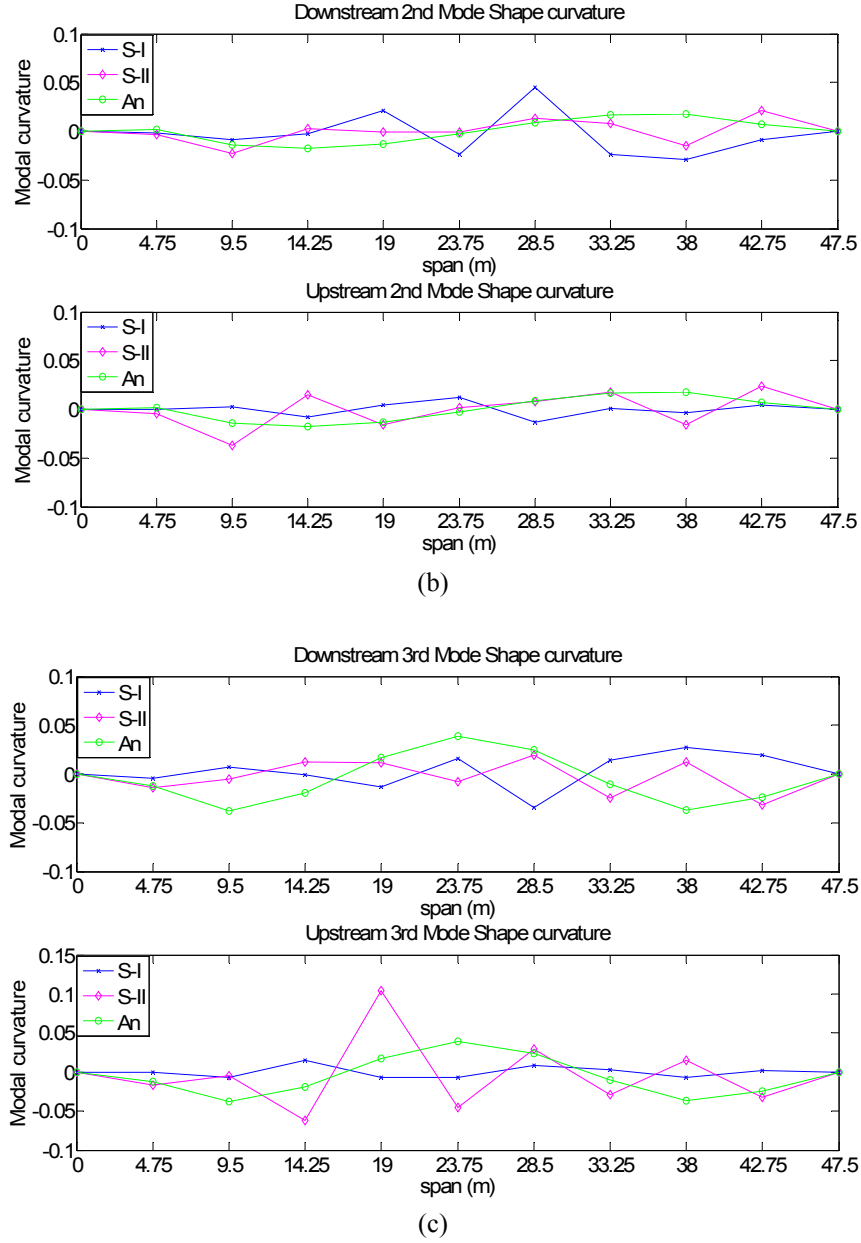 Downstream 2nd Mode Shape curvature
0.1
0.05
0
-0.05
-0.1
Modal curvature
S-I
S-II
An
0 4.75 9.5 14.25 19 23.75 28.5 33.25 38 42.75 47.5
span (m)
Upstream 2nd Mode Shape curvature
0.1
0.05
0
-0.05
-0.1
Modal curvature
S-I
S-II
An
0 4.75 9.5 14.25 19 23.75 28.5 33.25 38 42.75 47.5
span (m)
(b)
Downstream 3rd Mode Shape curvature
0.1
0.05
0
-0.05
-0.1
Modal curvature
S-I
S-II
An
0 4.75 9.5 14.25 19 23.75 28.5 33.25 38 42.75 47.5
span (m)
Upstream 3rd Mode Shape curvature
0.15
0.1
0.05
0
-0.05
-0.1
Modal curvature
S-I
S-II
An
0 4.75 9.5 14.25 19 23.75 28.5 33.25 38 42.75 47.5
span (m)
(c)